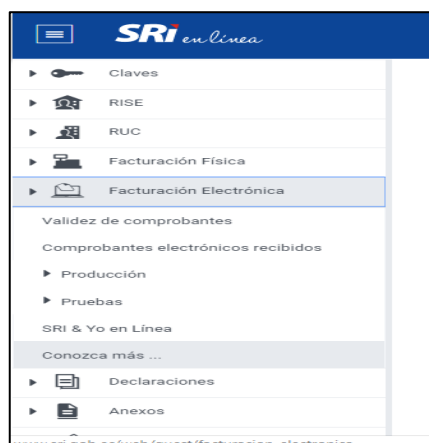 SRi en línea
Claves
RISE
RUC
Facturación Física
Facturación Electrónica
Validez de comprobantes
Comprobantes electrónicos recibidos
Producción
Pruebas
SRI & Yo en Línea
Conozca más ...
Declaraciones
Anexos